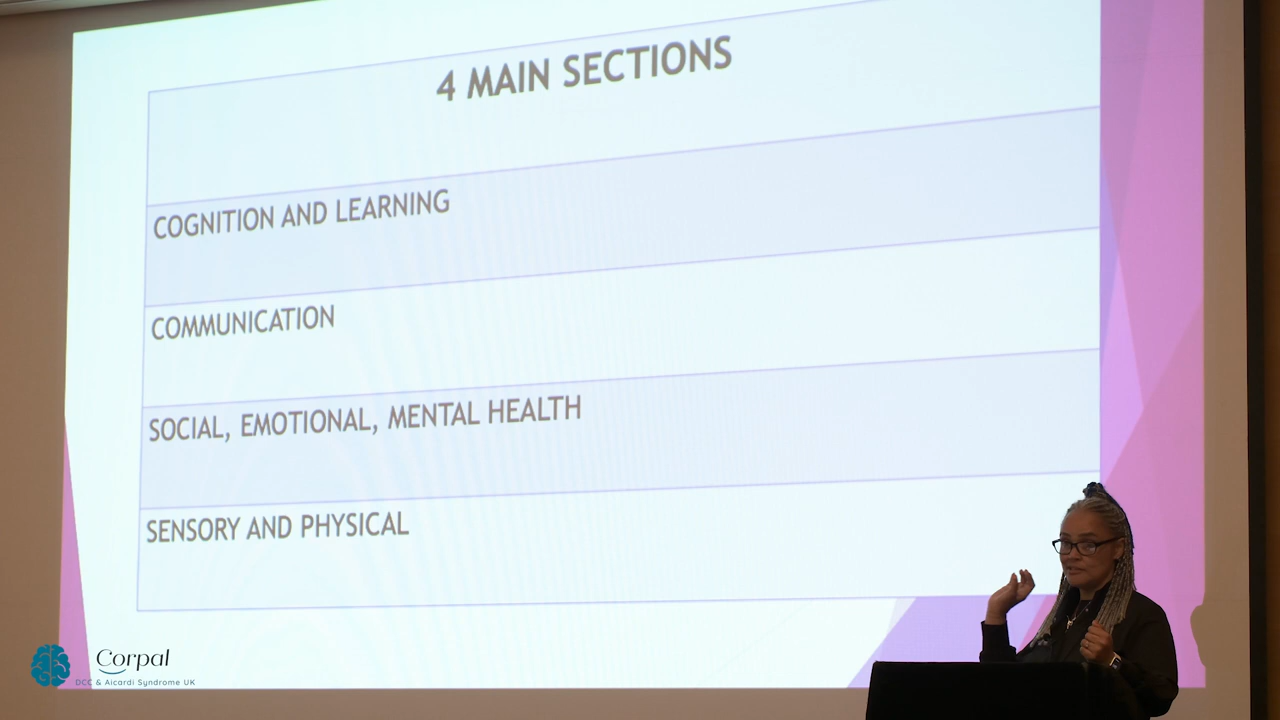 4 MAIN SECTIONS
COGNITION AND LEARNING
COMMUNICATION
SOCIAL, EMOTIONAL, MENTAL HEALTH
SENSORY AND PHYSICAL
Corpal
DCC & Aicardi Syndrome UK